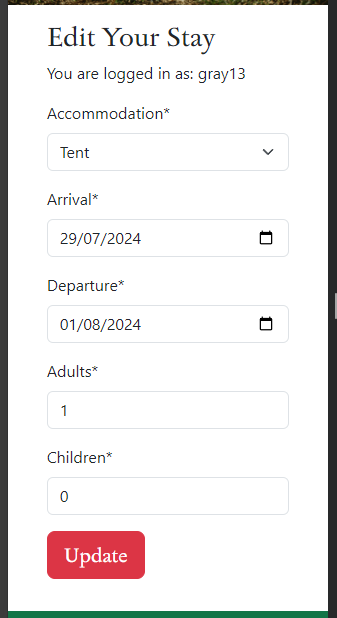 Edit Your Stay
You are logged in as: gray13
Accommodation*
Tent
Arrival*
29/07/2024
Departure*
01/08/2024
Adults*
1
Children*
0
Update